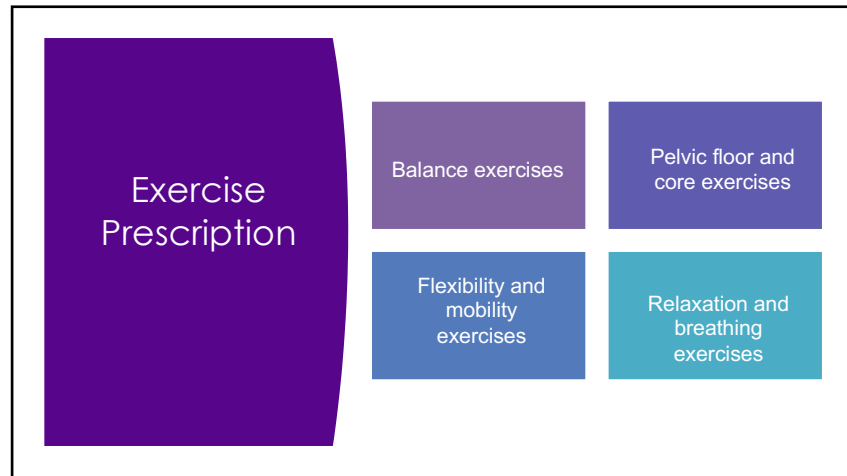 Exercise
Prescription
Balance exercises
Pelvic floor and
core exercises
Flexibility and
mobility
exercises
Relaxation and
breathing
exercises